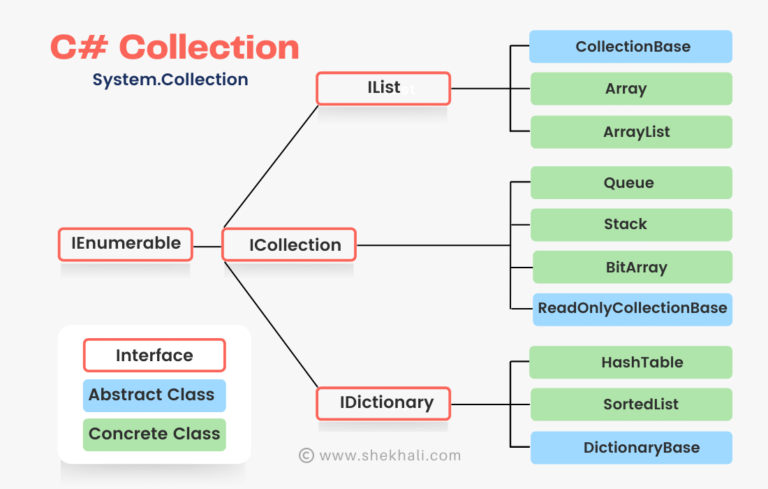 C# Collection
System.Collection
IEnumerable
ICollection
IList
CollectionBase
Array
ArrayList
Queue
Stack
BitArray
ReadOnlyCollectionBase
IDictionary
HashTable
SortedList
DictionaryBase
Interface
Abstract Class
Concrete Class
© www.shekhali.com